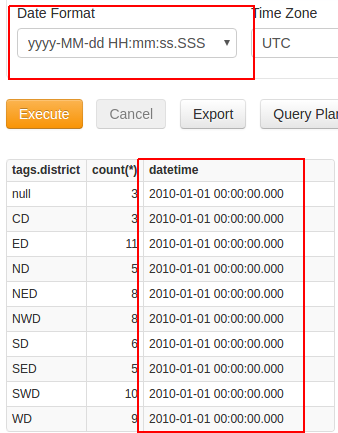 Date Format Time Zone
yyyy-MM-dd HH:mm:ss.SSS UTC
Execute Cancel Export Query Plan
tags.district count(*) datetime
null 3 2010-01-01 00:00:00.000
CD 3 2010-01-01 00:00:00.000
ED 11 2010-01-01 00:00:00.000
ND 5 2010-01-01 00:00:00.000
NED 8 2010-01-01 00:00:00.000
NWD 8 2010-01-01 00:00:00.000
SD 6 2010-01-01 00:00:00.000
SED 5 2010-01-01 00:00:00.000
SWD 10 2010-01-01 00:00:00.000
WD 9 2010-01-01 00:00:00.000